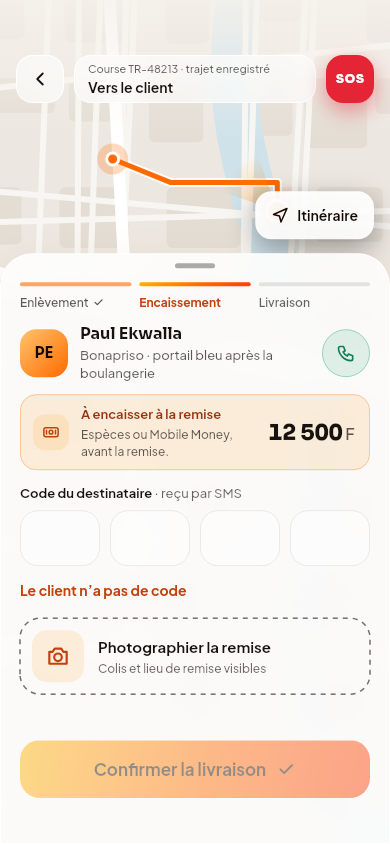 Course TR-48213 · trajet enregistré
Vers le client
SOS
Itinéraire
Enlèvement ✓
Encaissement
Livraison
PE
Paul Ekwalla
Bonapriso · portail bleu après la
boulangerie
À encaisser à la remise
Espèces ou Mobile Money,
avant la remise.
12 500 F
Code du destinataire · reçu par SMS
Le client n’a pas de code
Photographier la remise
Colis et lieu de remise visibles
Confirmer la livraison ✓